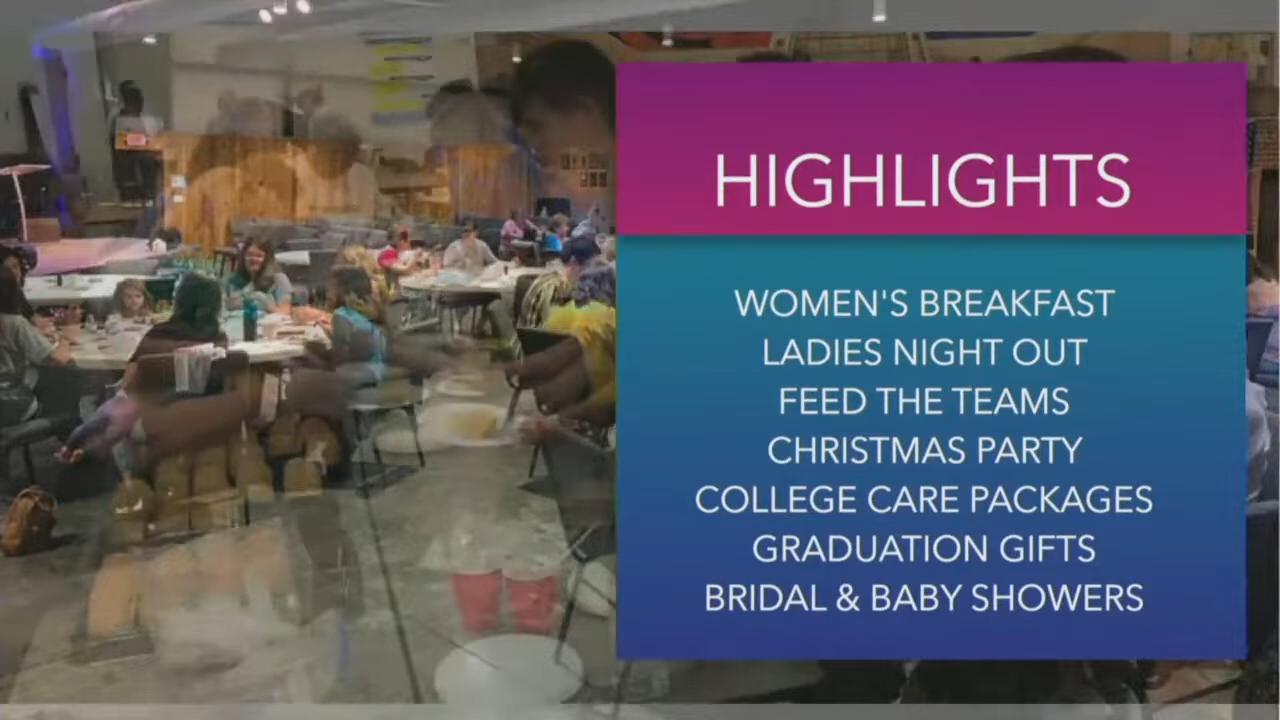 HIGHLIGHTS
WOMEN'S BREAKFAST
LADIES NIGHT OUT
FEED THE TEAMS
CHRISTMAS PARTY
COLLEGE CARE PACKAGES
GRADUATION GIFTS
BRIDAL & BABY SHOWERS